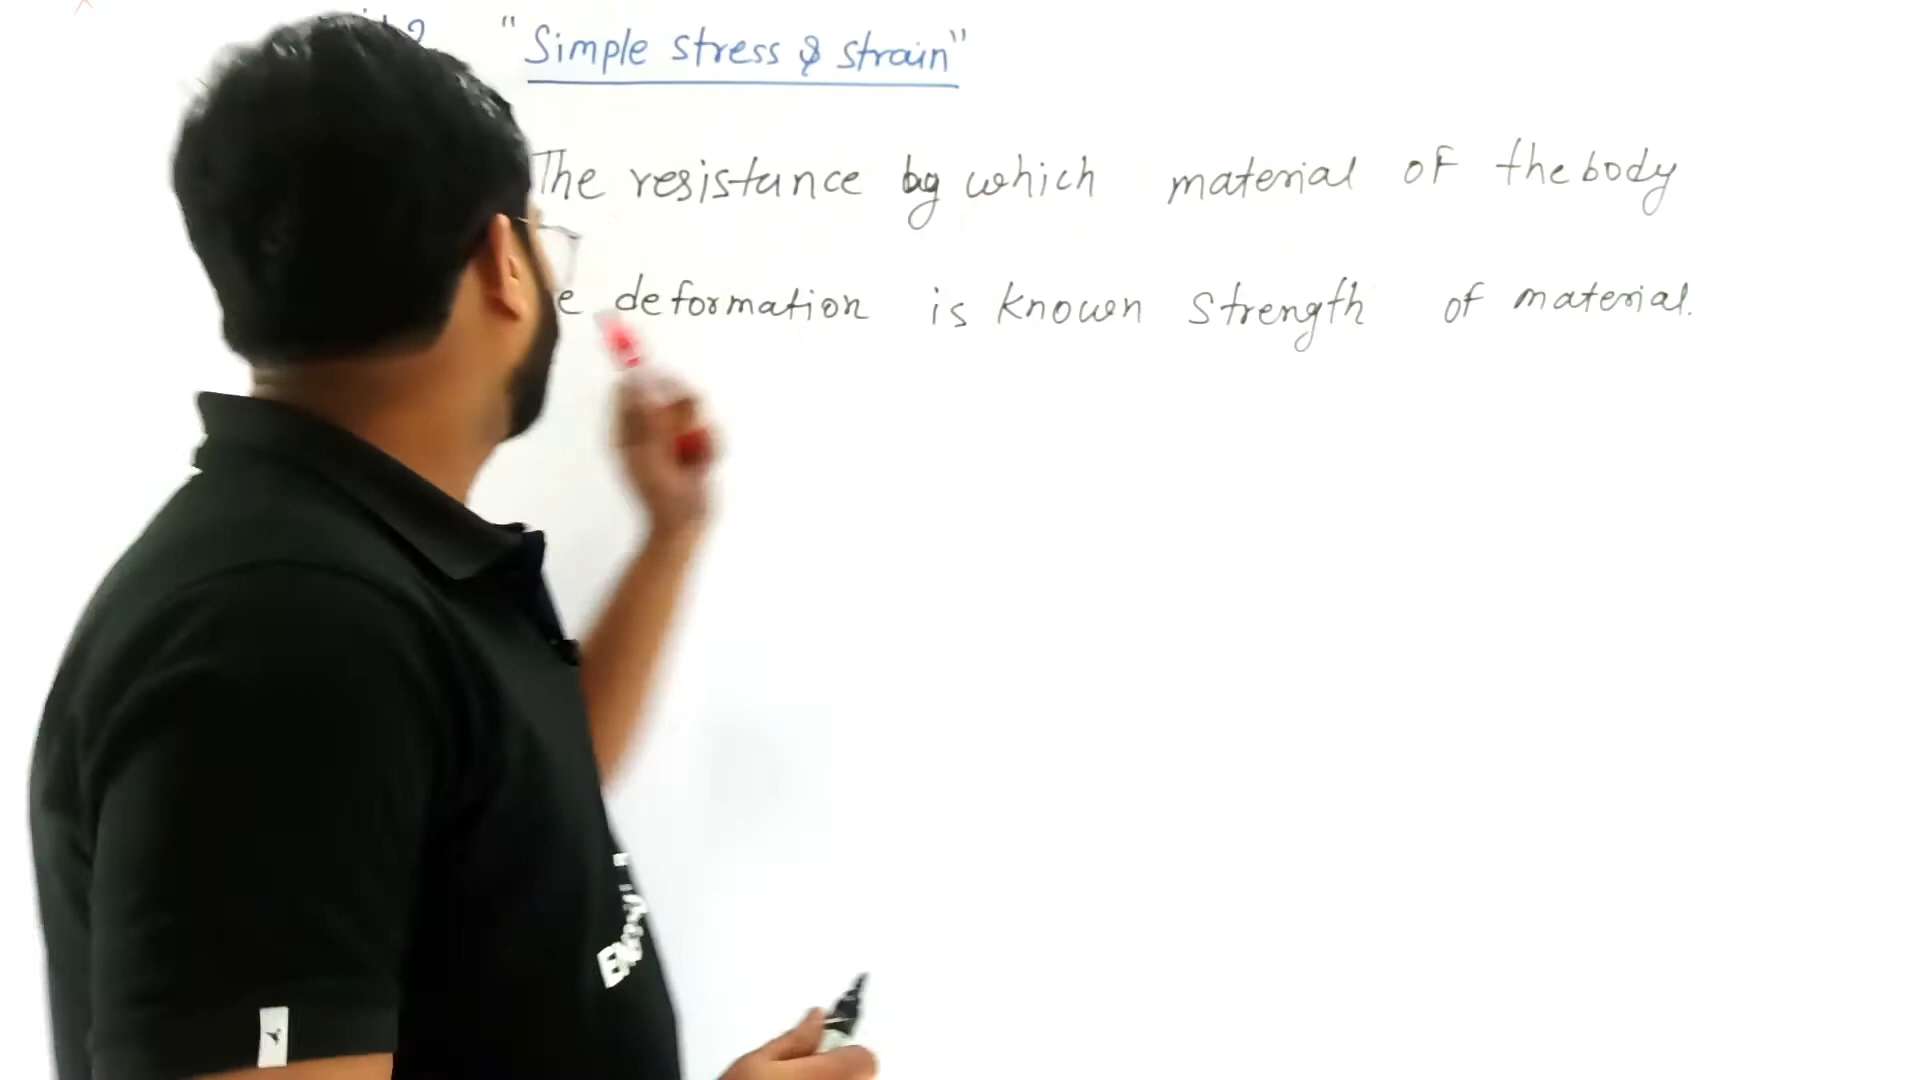 "Simple stress & strain"
The resistance by which material of the body
deformation is known strength of material.